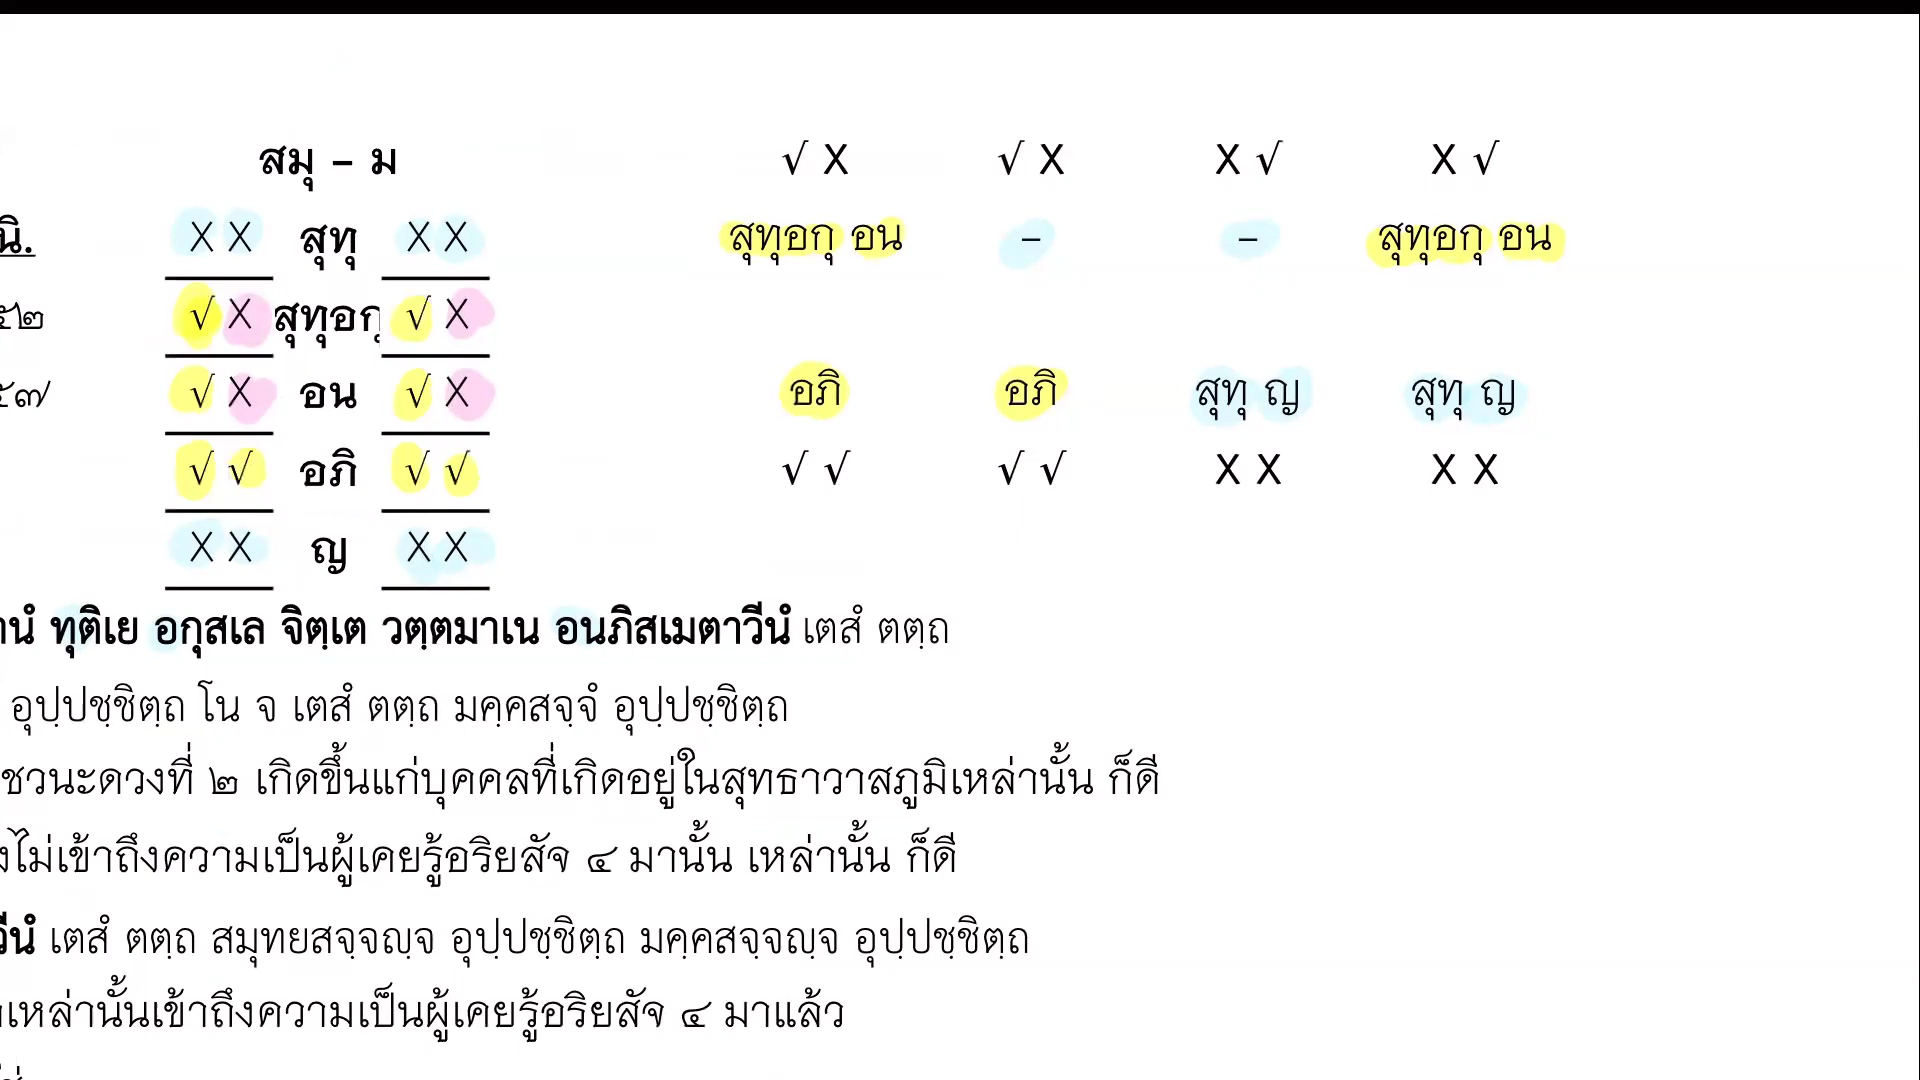 สมุ – ม √ X √ X X √ X √
นิ. X X สุทุ X X สุทุอกุ อน – – สุทุอกุ อน
๕๒ √ X สุทุอกุ √ X
๕๗ √ X อน √ X อภิ อภิ สุทุ ญ สุทุ ญ
√ √ อภิ √ √ √ √ √ √ X X X X
X X ญ X X
านํ ทุติเย อกุสเล จิตฺเต วตฺตมาเน อนภิสเมตาวีนํ เตสํ ตตฺถ
อุปฺปชฺชิตฺถ โน จ เตสํ ตตฺถ มคฺคสจฺจํ อุปฺปชฺชิตฺถ
ชวนะดวงที่ ๒ เกิดขึ้นแก่บุคคลที่เกิดอยู่ในสุทธาวาสภูมิเหล่านั้น ก็ดี
งไม่เข้าถึงความเป็นผู้เคยรู้อริยสัจ ๔ มานั้น เหล่านั้น ก็ดี
วีนํ เตสํ ตตฺถ สมุทยสจฺจญฺจ อุปฺปชฺชิตฺถ มคฺคสจฺจญฺจ อุปฺปชฺชิตฺถ
เหล่านั้นเข้าถึงความเป็นผู้เคยรู้อริยสัจ ๔ มาแล้ว